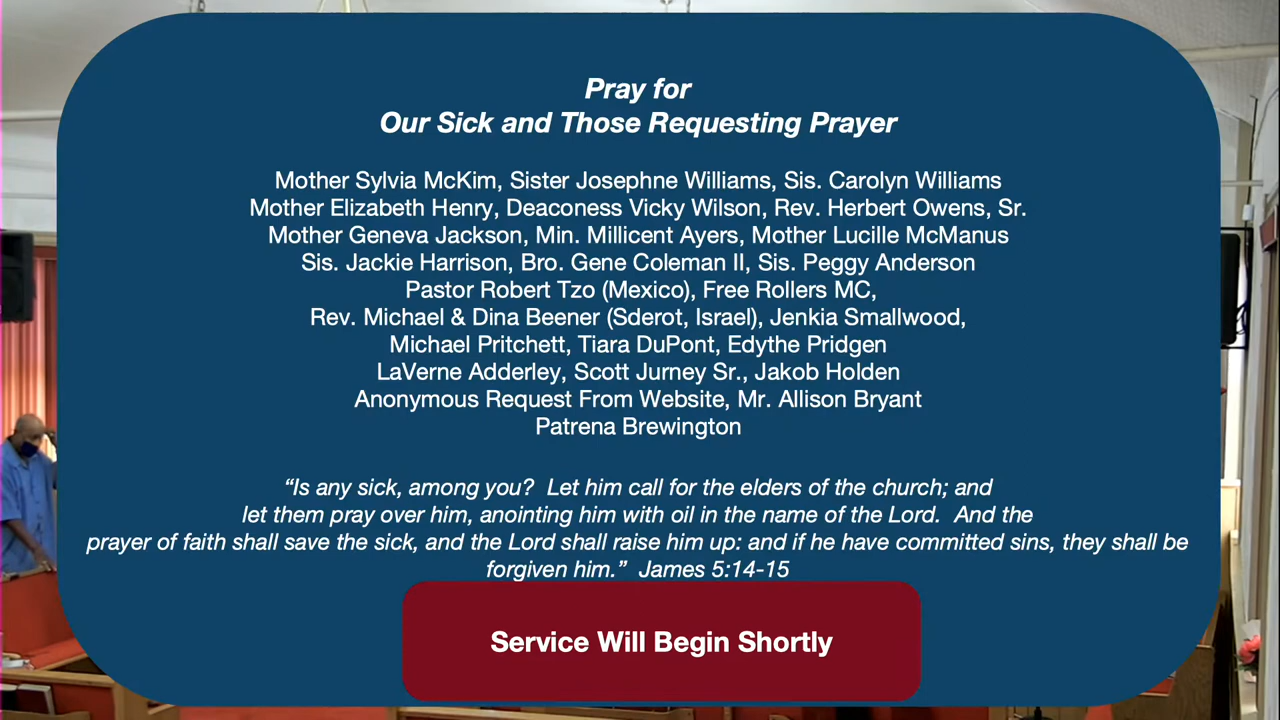 Pray for
Our Sick and Those Requesting Prayer
Mother Sylvia McKim, Sister Josephne Williams, Sis. Carolyn Williams
Mother Elizabeth Henry, Deaconess Vicky Wilson, Rev. Herbert Owens, Sr.
Mother Geneva Jackson, Min. Millicent Ayers, Mother Lucille McManus
Sis. Jackie Harrison, Bro. Gene Coleman II, Sis. Peggy Anderson
Pastor Robert Tzo (Mexico), Free Rollers MC,
Rev. Michael & Dina Beener (Sderot, Israel), Jenkia Smallwood,
Michael Pritchett, Tiara DuPont, Edythe Pridgen
LaVerne Adderley, Scott Jurney Sr., Jakob Holden
Anonymous Request From Website, Mr. Allison Bryant
Patrena Brewington
“Is any sick, among you?  Let him call for the elders of the church; and
let them pray over him, anointing him with oil in the name of the Lord.  And the
prayer of faith shall save the sick, and the Lord shall raise him up: and if he have committed sins, they shall be
forgiven him.”  James 5:14-15
Service Will Begin Shortly